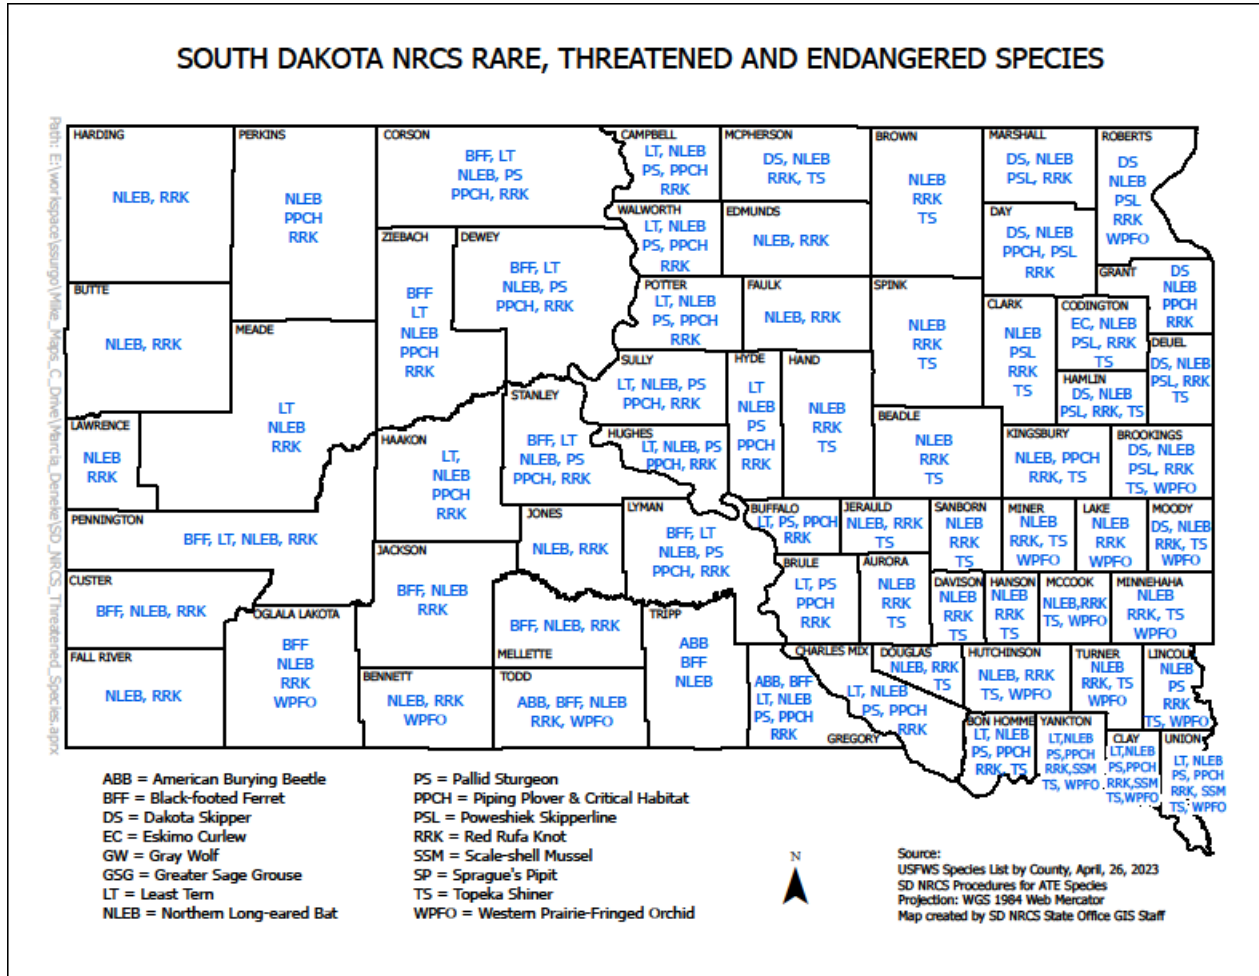 SOUTH DAKOTA NRCS RARE, THREATENED AND ENDANGERED SPECIES
Path: E:\workspace\ssurgo\Mike_Maps_C_Drive\Marcia_Deneke\SD_NRCS_Threatened_Species.aprx
HARDING
NLEB, RRK
PERKINS
NLEB
PPCH
RRK
CORSON
BFF, LT
NLEB, PS
PPCH, RRK
CAMPBELL
LT, NLEB
PS, PPCH
RRK
MCPHERSON
DS, NLEB
RRK, TS
BROWN
NLEB
RRK
TS
MARSHALL
DS, NLEB
PSL, RRK
ROBERTS
DS
NLEB
PSL
RRK
WPFO
WALWORTH
LT, NLEB
PS, PPCH
RRK
EDMUNDS
NLEB, RRK
DAY
DS, NLEB
PPCH, PSL
RRK
ZIEBACH
BFF
LT
NLEB
PPCH
RRK
DEWEY
BFF, LT
NLEB, PS
PPCH, RRK
GRANT
DS
NLEB
PPCH
RRK
BUTTE
NLEB, RRK
MEADE
LT
NLEB
RRK
POTTER
LT, NLEB
PS, PPCH
RRK
FAULK
NLEB, RRK
SPINK
NLEB
RRK
TS
CLARK
NLEB
PSL
RRK
TS
CODINGTON
EC, NLEB
PSL, RRK
TS
DEUEL
DS, NLEB
PSL, RRK
TS
HAMLIN
DS, NLEB
PSL, RRK, TS
SULLY
LT, NLEB, PS
PPCH, RRK
HYDE
LT
NLEB
PS
PPCH
RRK
HAND
NLEB
RRK
TS
STANLEY
BFF, LT
NLEB, PS
PPCH, RRK
LAWRENCE
NLEB
RRK
HAAKON
LT,
NLEB
PPCH
RRK
HUGHES
LT, NLEB, PS
PPCH, RRK
BEADLE
NLEB
RRK
TS
KINGSBURY
NLEB, PPCH
RRK, TS
BROOKINGS
DS, NLEB
PSL, RRK
TS, WPFO
PENNINGTON
BFF, LT, NLEB, RRK
JONES
NLEB, RRK
LYMAN
BFF, LT
NLEB, PS
PPCH, RRK
BUFFALO
LT, PS, PPCH
RRK
JERAULD
NLEB, RRK
TS
SANBORN
NLEB
RRK
TS
MINER
NLEB
RRK, TS
WPFO
LAKE
NLEB
RRK
WPFO
MOODY
DS, NLEB
RRK, TS
WPFO
JACKSON
BFF, NLEB
RRK
BRULE
LT, PS
PPCH
RRK
AURORA
NLEB
RRK
TS
DAVISON
NLEB
RRK
TS
HANSON
NLEB
RRK
TS
MCCOOK
NLEB,RRK
TS, WPFO
MINNEHAHA
NLEB
RRK, TS
WPFO
CUSTER
BFF, NLEB, RRK
OGLALA LAKOTA
BFF
NLEB
RRK
WPFO
BFF, NLEB, RRK
MELLETTE
TRIPP
ABB
BFF
NLEB
FALL RIVER
NLEB, RRK
BENNETT
NLEB, RRK
WPFO
TODD
ABB, BFF, NLEB
RRK, WPFO
ABB, BFF
LT, NLEB
PS, PPCH
RRK
GREGORY
CHARLES MIX
LT, NLEB
PS, PPCH
RRK
DOUGLAS
NLEB, RRK
TS
HUTCHINSON
NLEB, RRK
TS, WPFO
TURNER
NLEB
RRK, TS
WPFO
LINCOLN
NLEB
PS
RRK
TS, WPFO
BON HOMME
LT, NLEB
PS, PPCH
RRK, TS
YANKTON
LT,NLEB
PS,PPCH
RRK,SSM
TS, WPFO
CLAY
LT,NLEB
PS,PPCH
RRK,SSM
TS,WPFO
UNION
LT, NLEB
PS, PPCH
RRK, SSM
TS, WPFO
ABB = American Burying Beetle
BFF = Black-footed Ferret
DS = Dakota Skipper
EC = Eskimo Curlew
GW = Gray Wolf
GSG = Greater Sage Grouse
LT = Least Tern
NLEB = Northern Long-eared Bat
PS = Pallid Sturgeon
PPCH = Piping Plover & Critical Habitat
PSL = Poweshiek Skipperline
RRK = Red Rufa Knot
SSM = Scale-shell Mussel
SP = Sprague's Pipit
TS = Topeka Shiner
WPFO = Western Prairie-Fringed Orchid
N
Source:
USFWS Species List by County, April, 26, 2023
SD NRCS Procedures for ATE Species
Projection: WGS 1984 Web Mercator
Map created by SD NRCS State Office GIS Staff